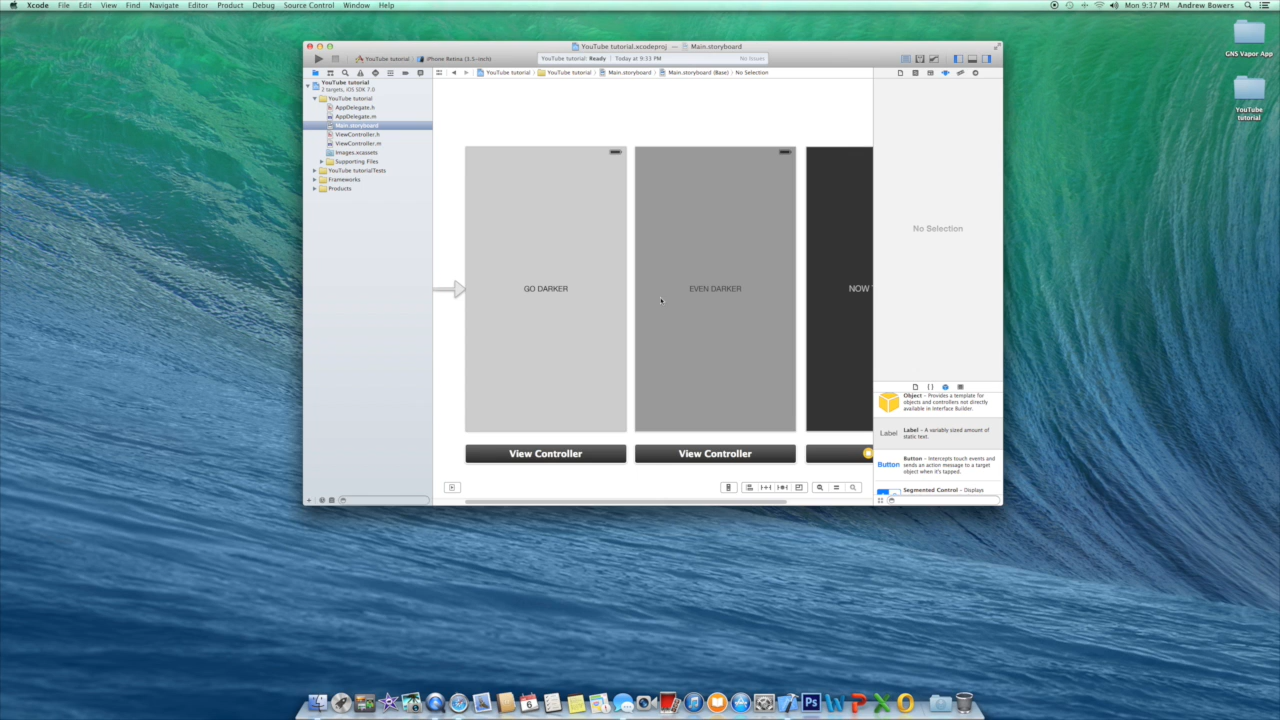 Xcode File Edit View Find Navigate Editor Product Debug Source Control Window Help
Mon 9:37 PM Andrew Bowers
GNS Vapor App
YouTube tutorial
YouTube tutorial.xcodeproj — Main.storyboard
YouTube tutorial iPhone Retina (3.5-inch)
YouTube tutorial: Ready Today at 9:33 PM No Issues
YouTube tutorial YouTube tutorial Main.storyboard Main.storyboard (Base) No Selection
YouTube tutorial
2 targets, iOS SDK 7.0
YouTube tutorial
AppDelegate.h
AppDelegate.m
Main.storyboard
ViewController.h
ViewController.m
Images.xcassets
Supporting Files
YouTube tutorialTests
Frameworks
Products
GO DARKER
EVEN DARKER
NOW
View Controller
View Controller
No Selection
Object – Provides a template for
objects and controllers not directly
available in Interface Builder.
Label
Label – A variably sized amount of
static text.
Button
Button – Intercepts touch events and
sends an action message to a target
object when it's tapped.
Segmented Control – Displays